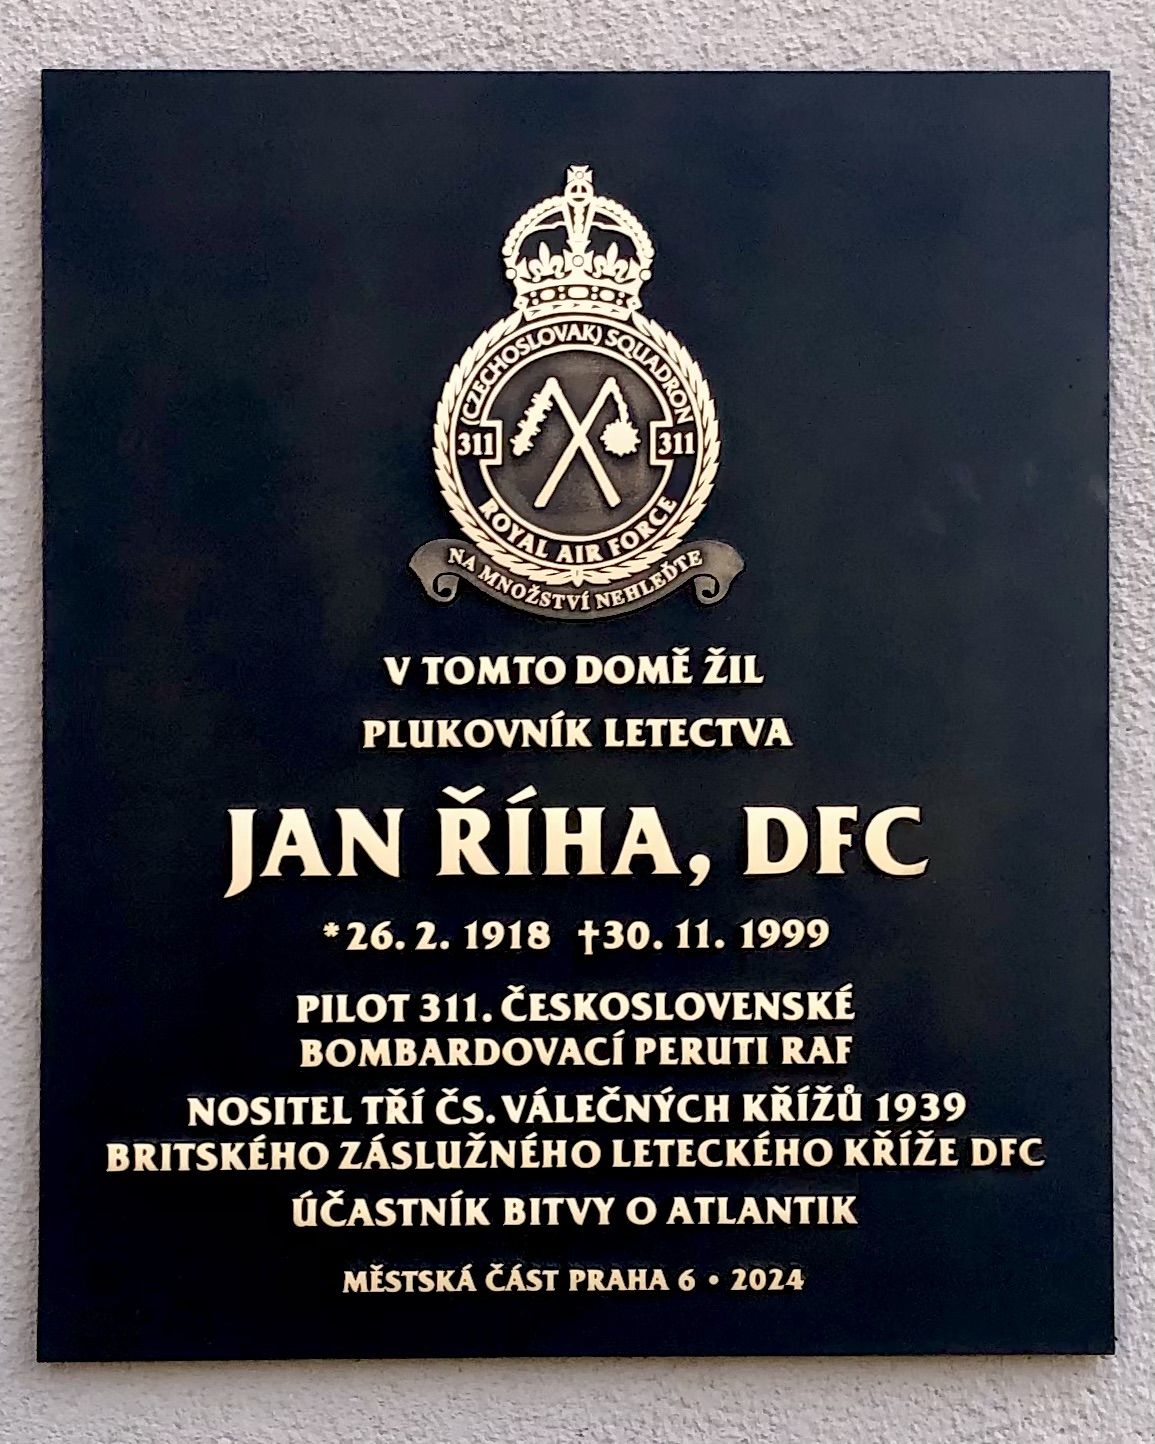 (CZECHOSLOVAK) SQUADRON
311 311
ROYAL AIR FORCE
NA MNOŽSTVÍ NEHLEĎTE
V TOMTO DOMĚ ŽIL
PLUKOVNÍK LETECTVA
JAN ŘÍHA, DFC
*26. 2. 1918 †30. 11. 1999
PILOT 311. ČESKOSLOVENSKÉ
BOMBARDOVACÍ PERUTI RAF
NOSITEL TŘÍ ČS. VÁLEČNÝCH KŘÍŽŮ 1939
BRITSKÉHO ZÁSLUŽNÉHO LETECKÉHO KŘÍŽE DFC
ÚČASTNÍK BITVY O ATLANTIK
MĚSTSKÁ ČÁST PRAHA 6 • 2024